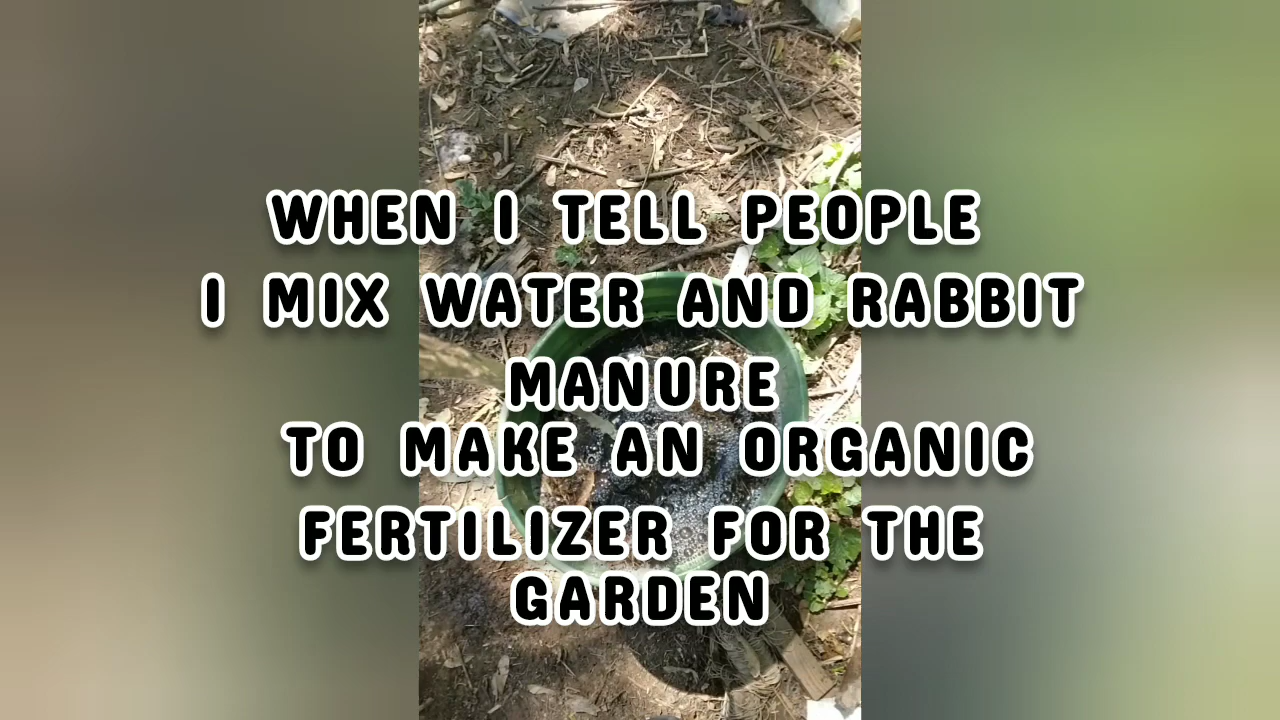 WHEN I TELL PEOPLE
I MIX WATER AND RABBIT
MANURE
TO MAKE AN ORGANIC
FERTILIZER FOR THE
GARDEN